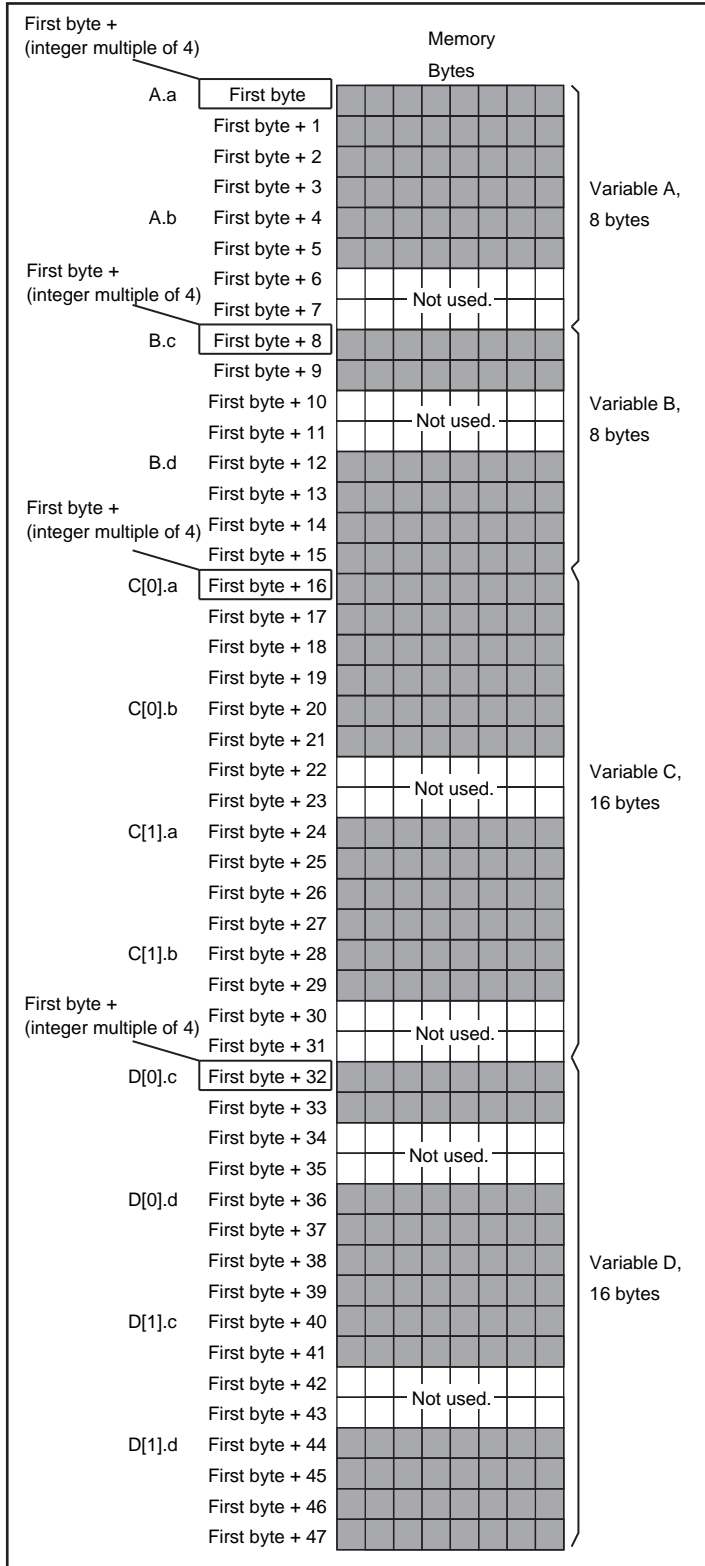 First byte +
(integer multiple of 4)
Memory
Bytes
A.a First byte
First byte + 1
First byte + 2
First byte + 3
Variable A,
8 bytes
A.b First byte + 4
First byte + 5
First byte +
(integer multiple of 4)
First byte + 6
First byte + 7
Not used.
B.c First byte + 8
First byte + 9
First byte + 10
First byte + 11
Not used.
Variable B,
8 bytes
B.d First byte + 12
First byte + 13
First byte +
(integer multiple of 4)
First byte + 14
First byte + 15
C[0].a First byte + 16
First byte + 17
First byte + 18
First byte + 19
C[0].b First byte + 20
First byte + 21
First byte + 22
First byte + 23
Not used.
Variable C,
16 bytes
C[1].a First byte + 24
First byte + 25
First byte + 26
First byte + 27
C[1].b First byte + 28
First byte + 29
First byte +
(integer multiple of 4)
First byte + 30
First byte + 31
Not used.
D[0].c First byte + 32
First byte + 33
First byte + 34
First byte + 35
Not used.
D[0].d First byte + 36
First byte + 37
First byte + 38
First byte + 39
Variable D,
16 bytes
D[1].c First byte + 40
First byte + 41
First byte + 42
First byte + 43
Not used.
D[1].d First byte + 44
First byte + 45
First byte + 46
First byte + 47